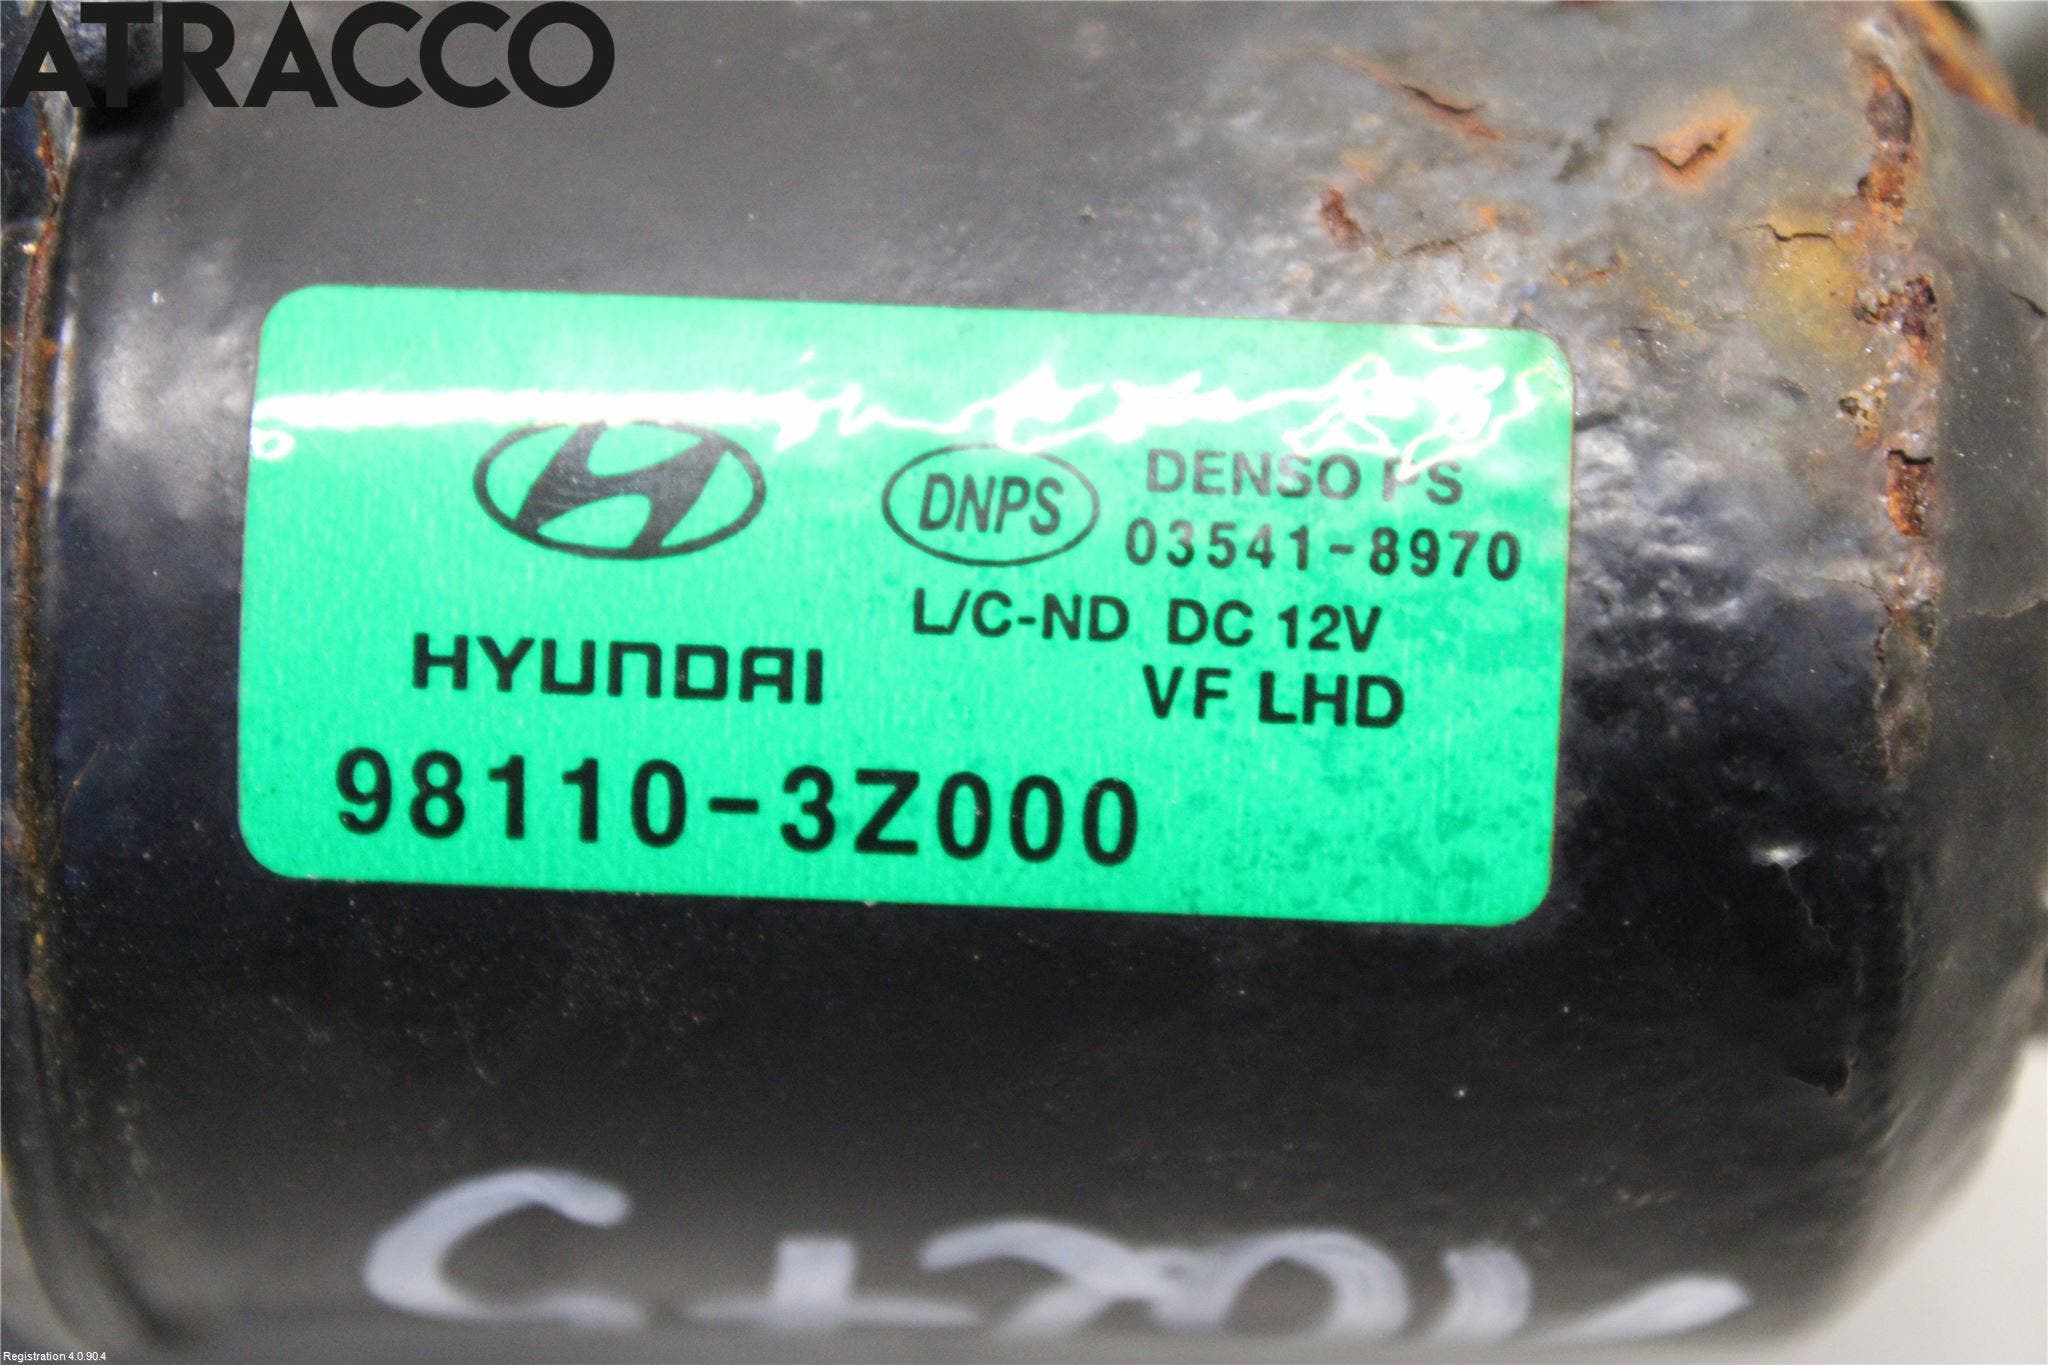 ATRACCO
DNPS
DENSO PS
03541-8970
L/C-ND DC 12V
VF LHD
HYUNDAI
98110-3Z000
Registration 4.0.90.4